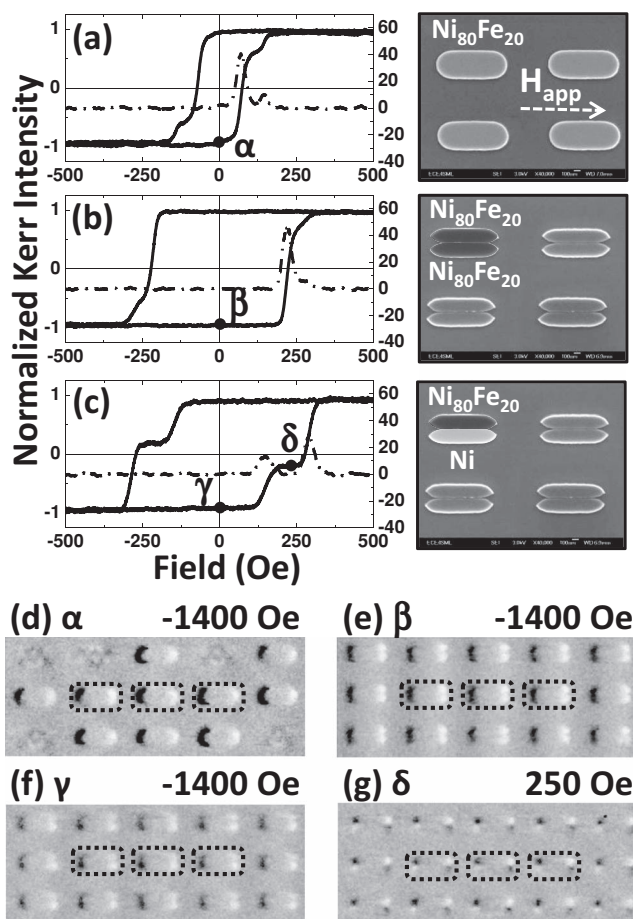 Normalized Kerr Intensity
(a)
1
0
-1
60
40
20
0
-20
-40
-500
-250
0
250
500
α
Ni80Fe20
Happ
(b)
1
0
-1
60
40
20
0
-20
-40
-500
-250
0
250
500
β
Ni80Fe20
Ni80Fe20
(c)
1
0
-1
60
40
20
0
-20
-40
-500
-250
0
250
500
γ
δ
Field (Oe)
Ni80Fe20
Ni
(d) α -1400 Oe
(e) β -1400 Oe
(f) γ -1400 Oe
(g) δ 250 Oe